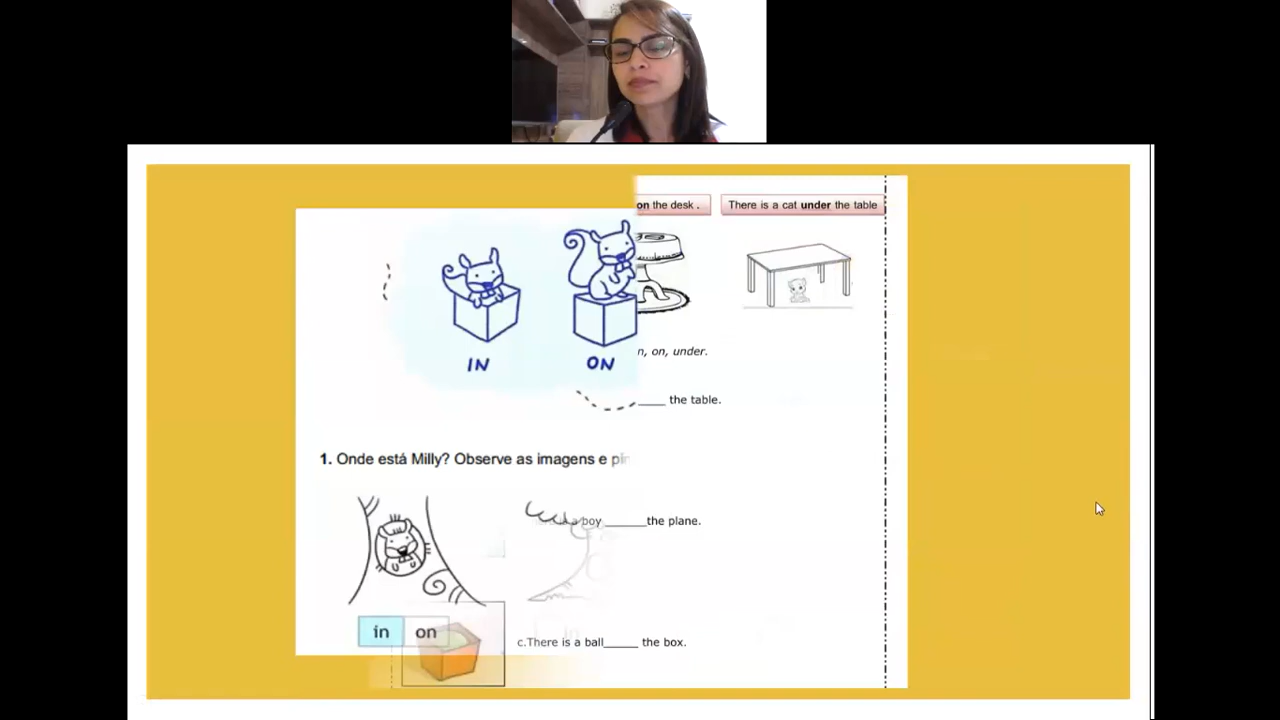 on the desk .
There is a cat under the table
IN
ON
n, on, under.
____ the table.
1. Onde está Milly? Observe as imagens e
boy ______the plane.
in on
c.There is a ball_____ the box.